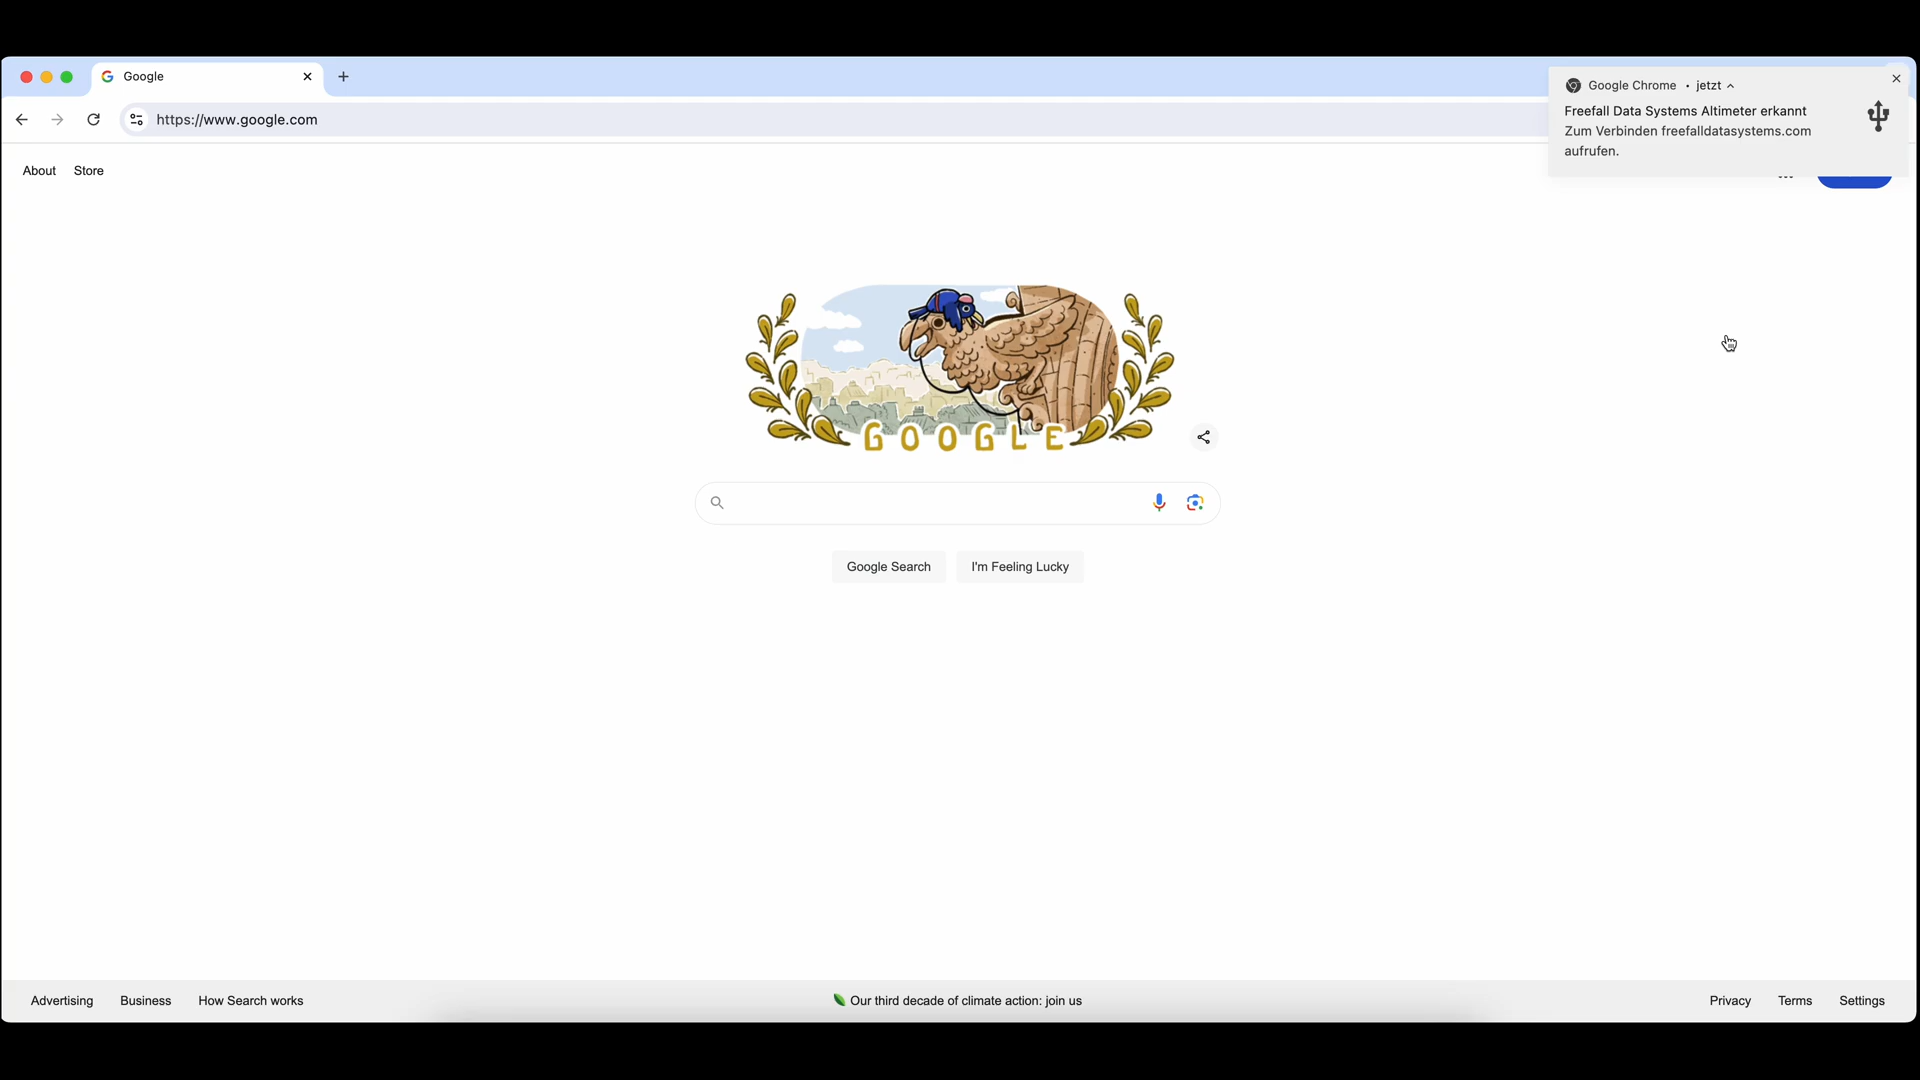 Google
https://www.google.com
Google Chrome • jetzt
Freefall Data Systems Altimeter erkannt
Zum Verbinden freefalldatasystems.com
aufrufen.
About Store
GOOGLE
Google Search I'm Feeling Lucky
Advertising Business How Search works Our third decade of climate action: join us Privacy Terms Settings